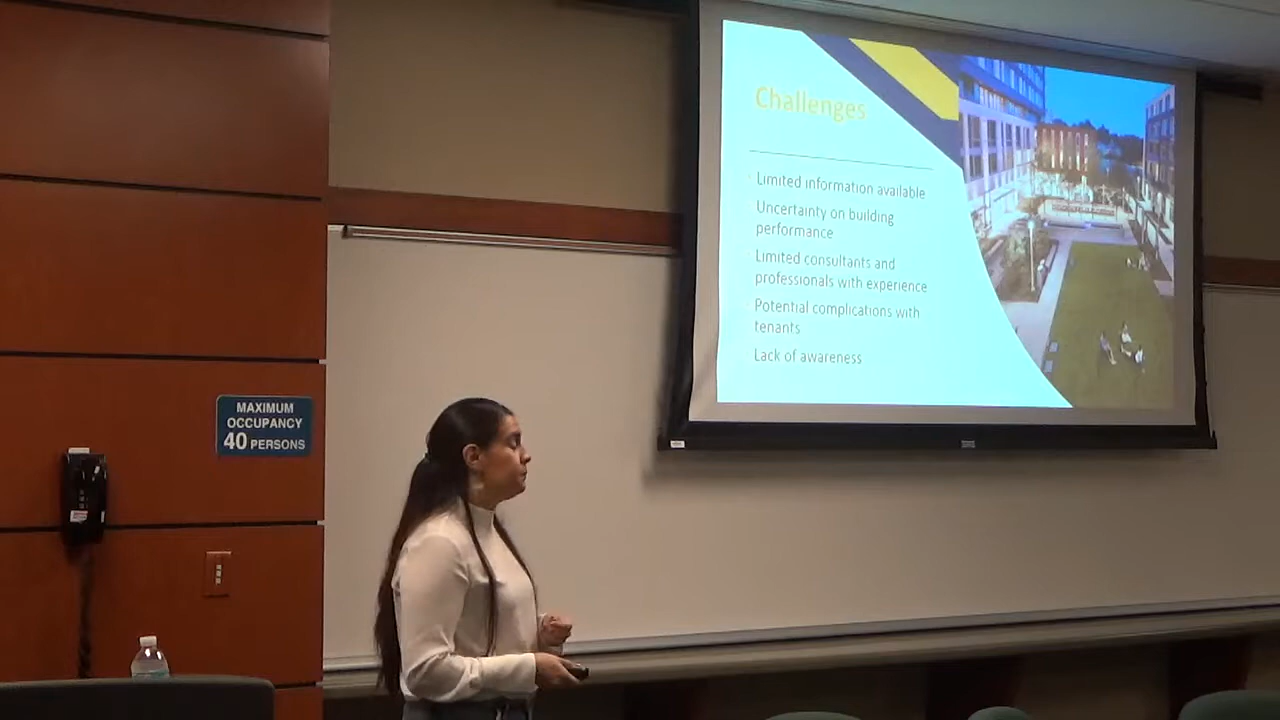 Challenges
Limited information available
Uncertainty on building
performance
Limited consultants and
professionals with experience
Potential complications with
tenants
Lack of awareness
MAXIMUM
OCCUPANCY
40 PERSONS